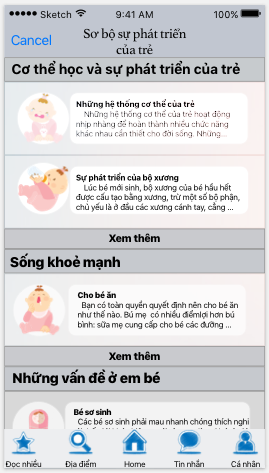 Sketch 9:41 AM 100%
Cancel
Sơ bộ sự phát triển
của trẻ
Cơ thể học và sự phát triển của trẻ
Những hệ thống cơ thể của trẻ
Những hệ thống cơ thể của trẻ hoạt động
nhịp nhàng để hoàn thành nhiều chức năng
khác nhau cần thiết cho đời sống. Những...
Sự phát triển của bộ xương
Lúc bé mới sinh, bộ xương của bé hầu hết
được cấu tạo bằng xương, trừ một số bộ phận,
chủ yếu là ở đầu các xương cánh tay, cẳng ...
Xem thêm
Sống khoẻ mạnh
Cho bé ăn
Bạn có toàn quyền quyết định nên cho bé ăn
như thế nào. Bú mẹ có nhiều điểmlợi hơn bú
bình: sữa mẹ cung cấp cho bé các dưỡng ...
Xem thêm
Những vấn đề ở em bé
Bé sơ sinh
Các bé sơ sinh phải mau nhanh chóng thích nghi
Đọc nhiều Địa điểm Home Tin nhắn Cá nhân